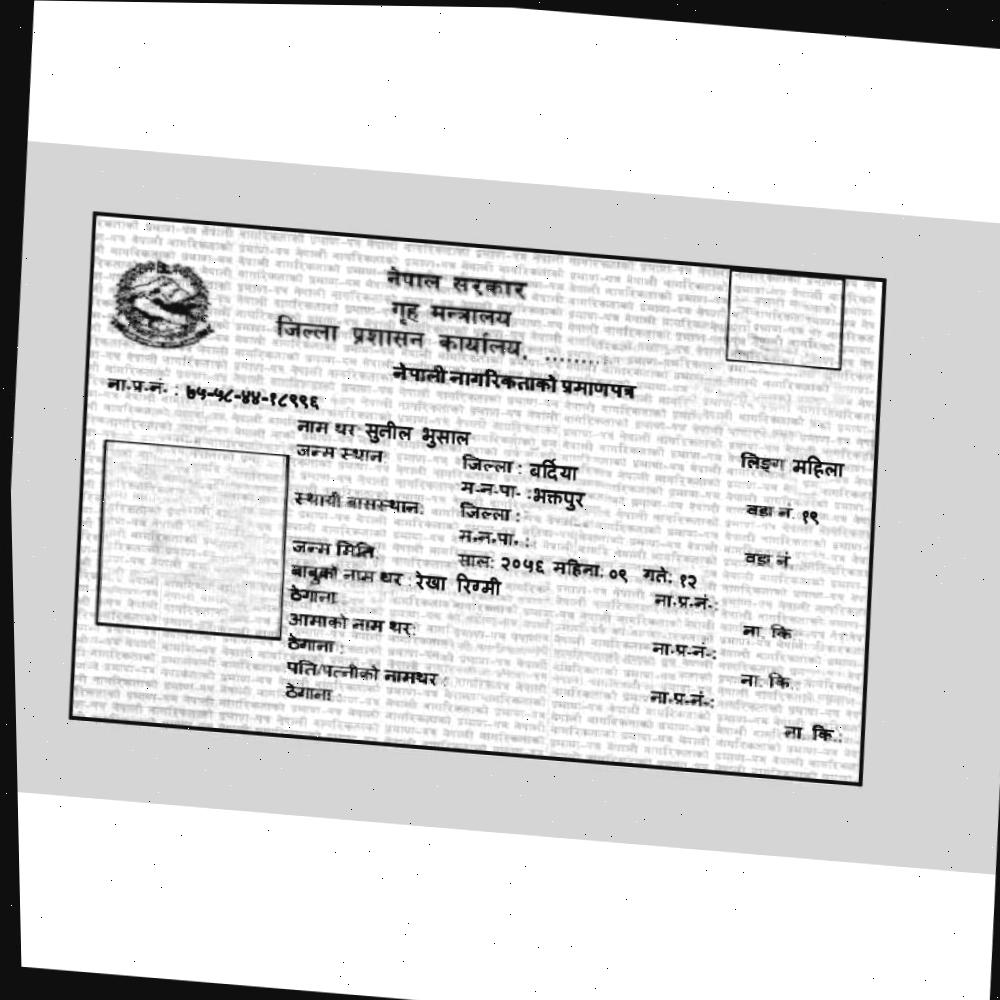 नेपाल सरकार
गृह मन्त्रालय
जिल्ला प्रशासन कार्यालय, .........
नेपाली नागरिकताको प्रमाणपत्र
ना.प्र.नं. : ७५-५८-४४-१८९९६
नाम थर सुतील भुसाल
लिङ्ग महिला
जन्म स्थान जिल्ला : बर्दिया
म.न.पा. : भक्तपुर वडा नं. १९
स्थायी बासस्थान: जिल्ला :
म.न.पा. : वडा नं
जन्म मिति साल: २०५६ महिना: ०९ गते: १२
बाबुको नाम थर : रेखा रिग्मी ना.प्र.नं.:
ठेगाना ना. कि
आमाको नाम थर: ना.प्र.नं.:
ठेगाना : ना. कि.
पति/पत्नीको नामथर : ना.प्र.नं.:
ठेगाना : ना कि :